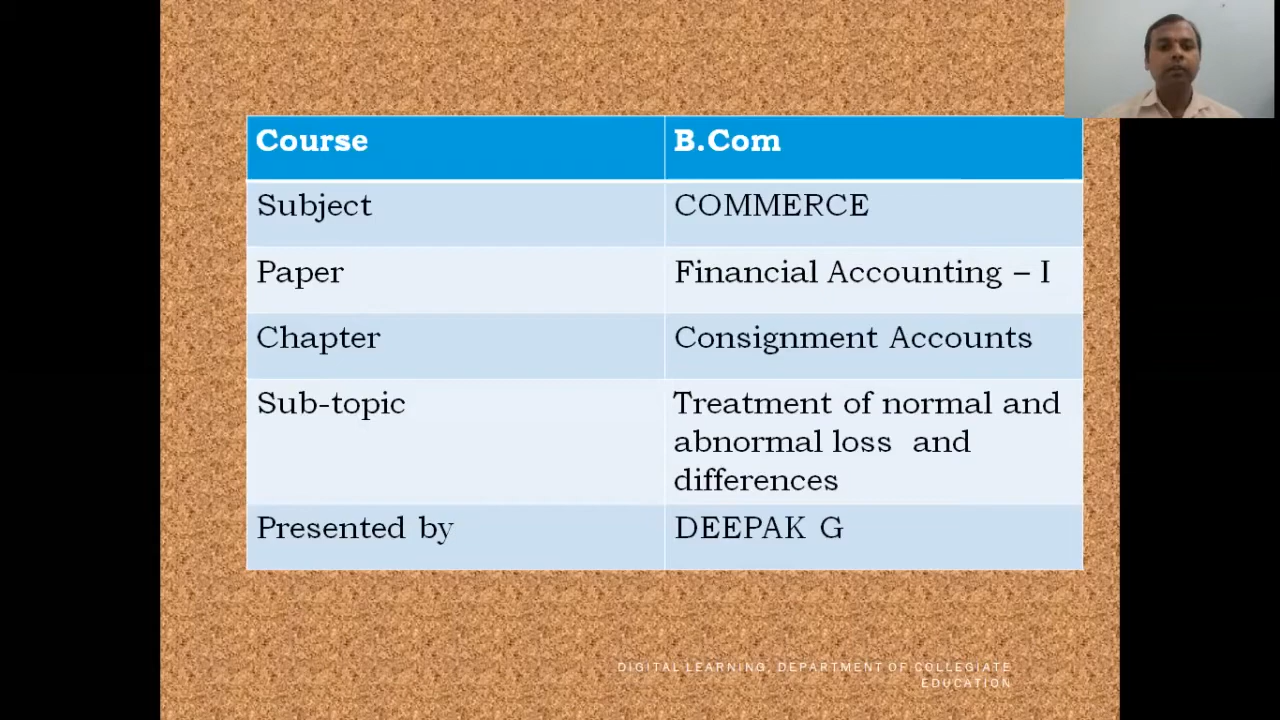 Course B.Com
Subject COMMERCE
Paper Financial Accounting – I
Chapter Consignment Accounts
Sub-topic Treatment of normal and
abnormal loss and
differences
Presented by DEEPAK G
DIGITAL LEARNING, DEPARTMENT OF COLLEGIATE
EDUCATION